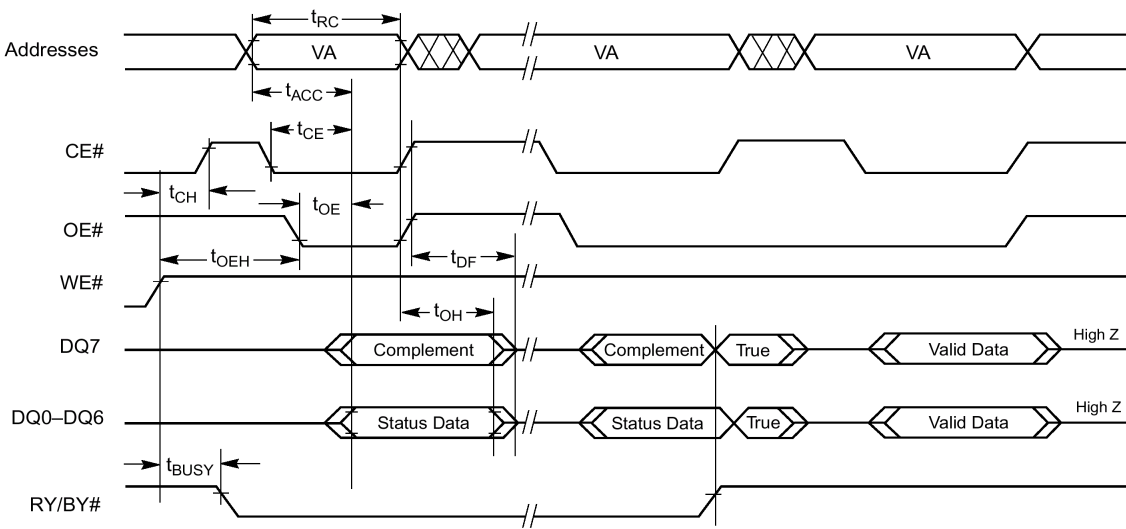 tRC
Addresses VA VA VA
tACC
tCE
CE#
tCH tOE
OE#
tOEH tDF
WE#
tOH
DQ7 Complement Complement True Valid Data High Z
DQ0–DQ6 Status Data Status Data True Valid Data High Z
tBUSY
RY/BY#